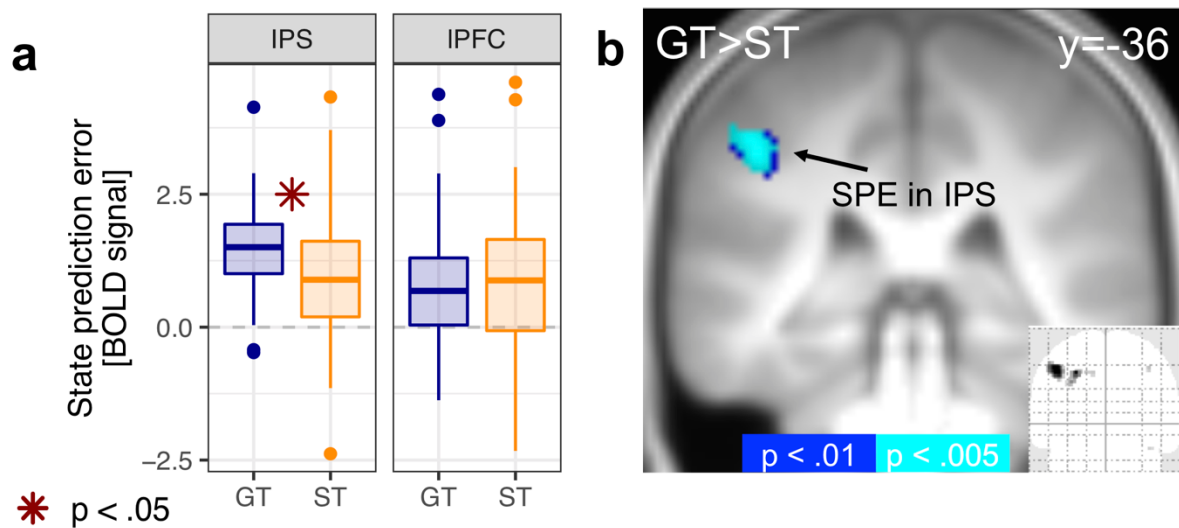 a
IPS
lPFC
State prediction error
[BOLD signal]
2.5
0.0
−2.5
GT
ST
GT
ST
p < .05
b
GT>ST
y=-36
SPE in IPS
p < .01
p < .005